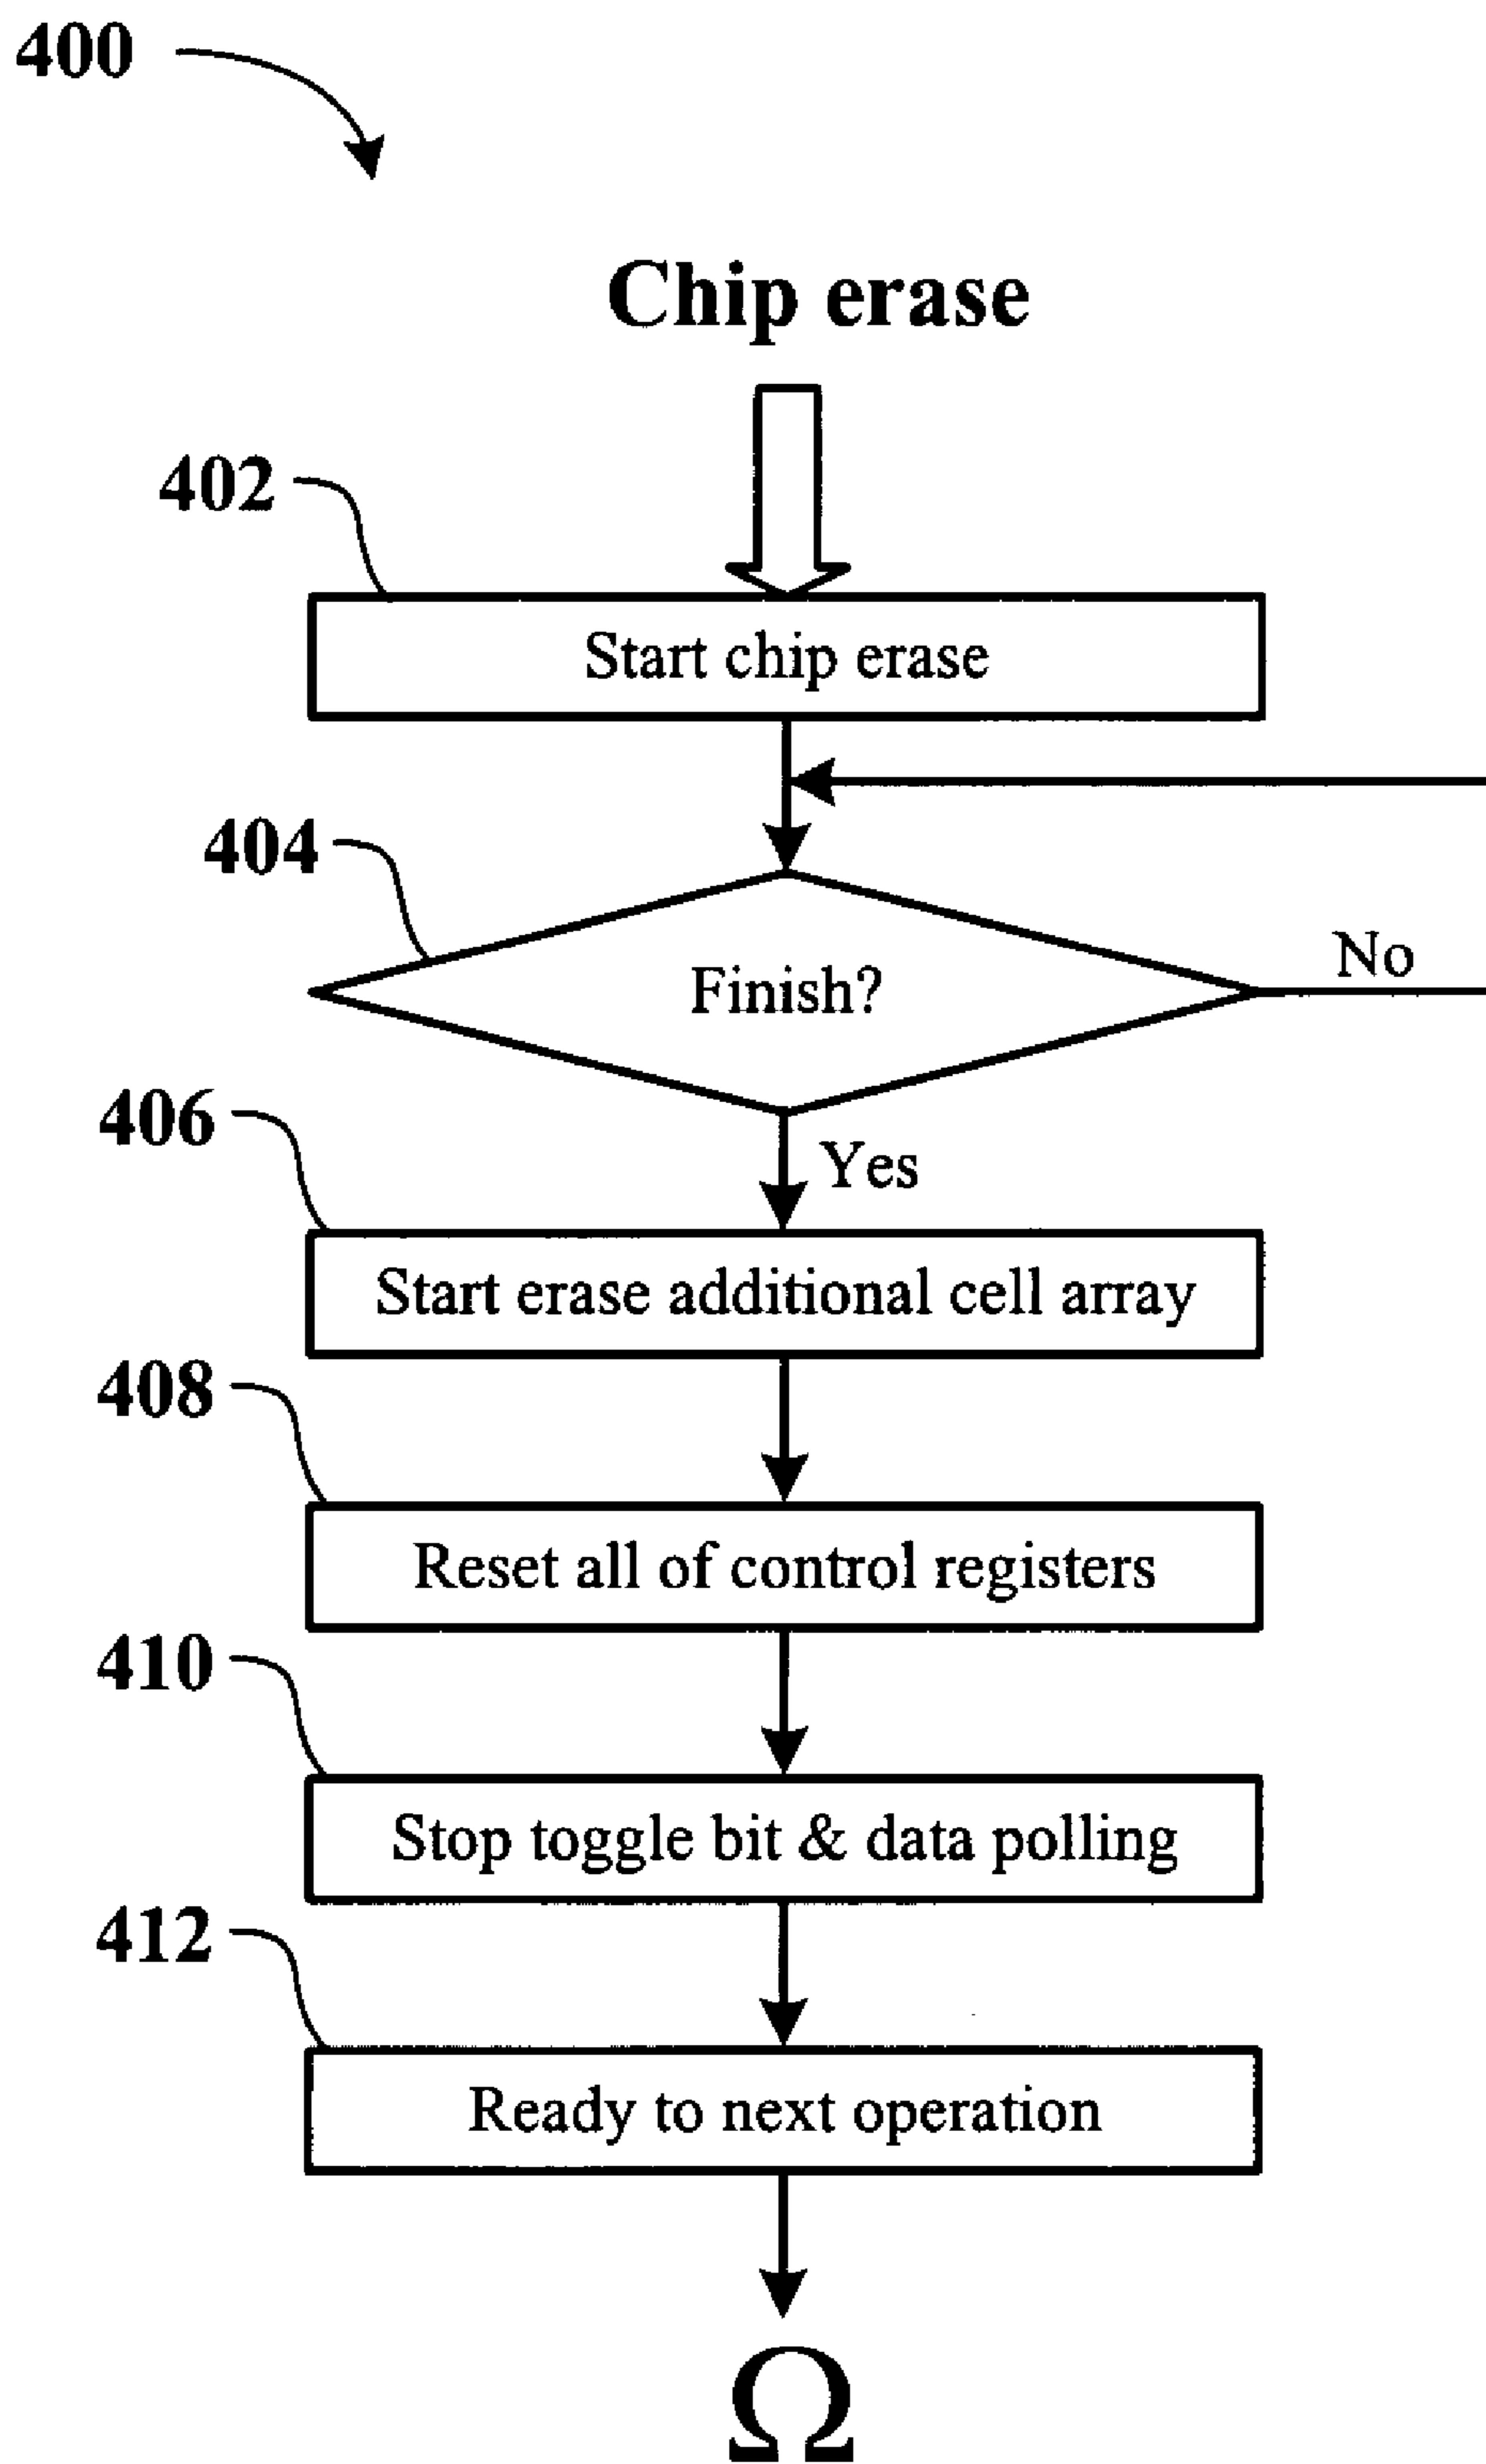 400
Chip erase
402
Start chip erase
404
Finish?
No
406
Yes
Start erase additional cell array
408
Reset all of control registers
410
Stop toggle bit & data polling
412
Ready to next operation
Ω